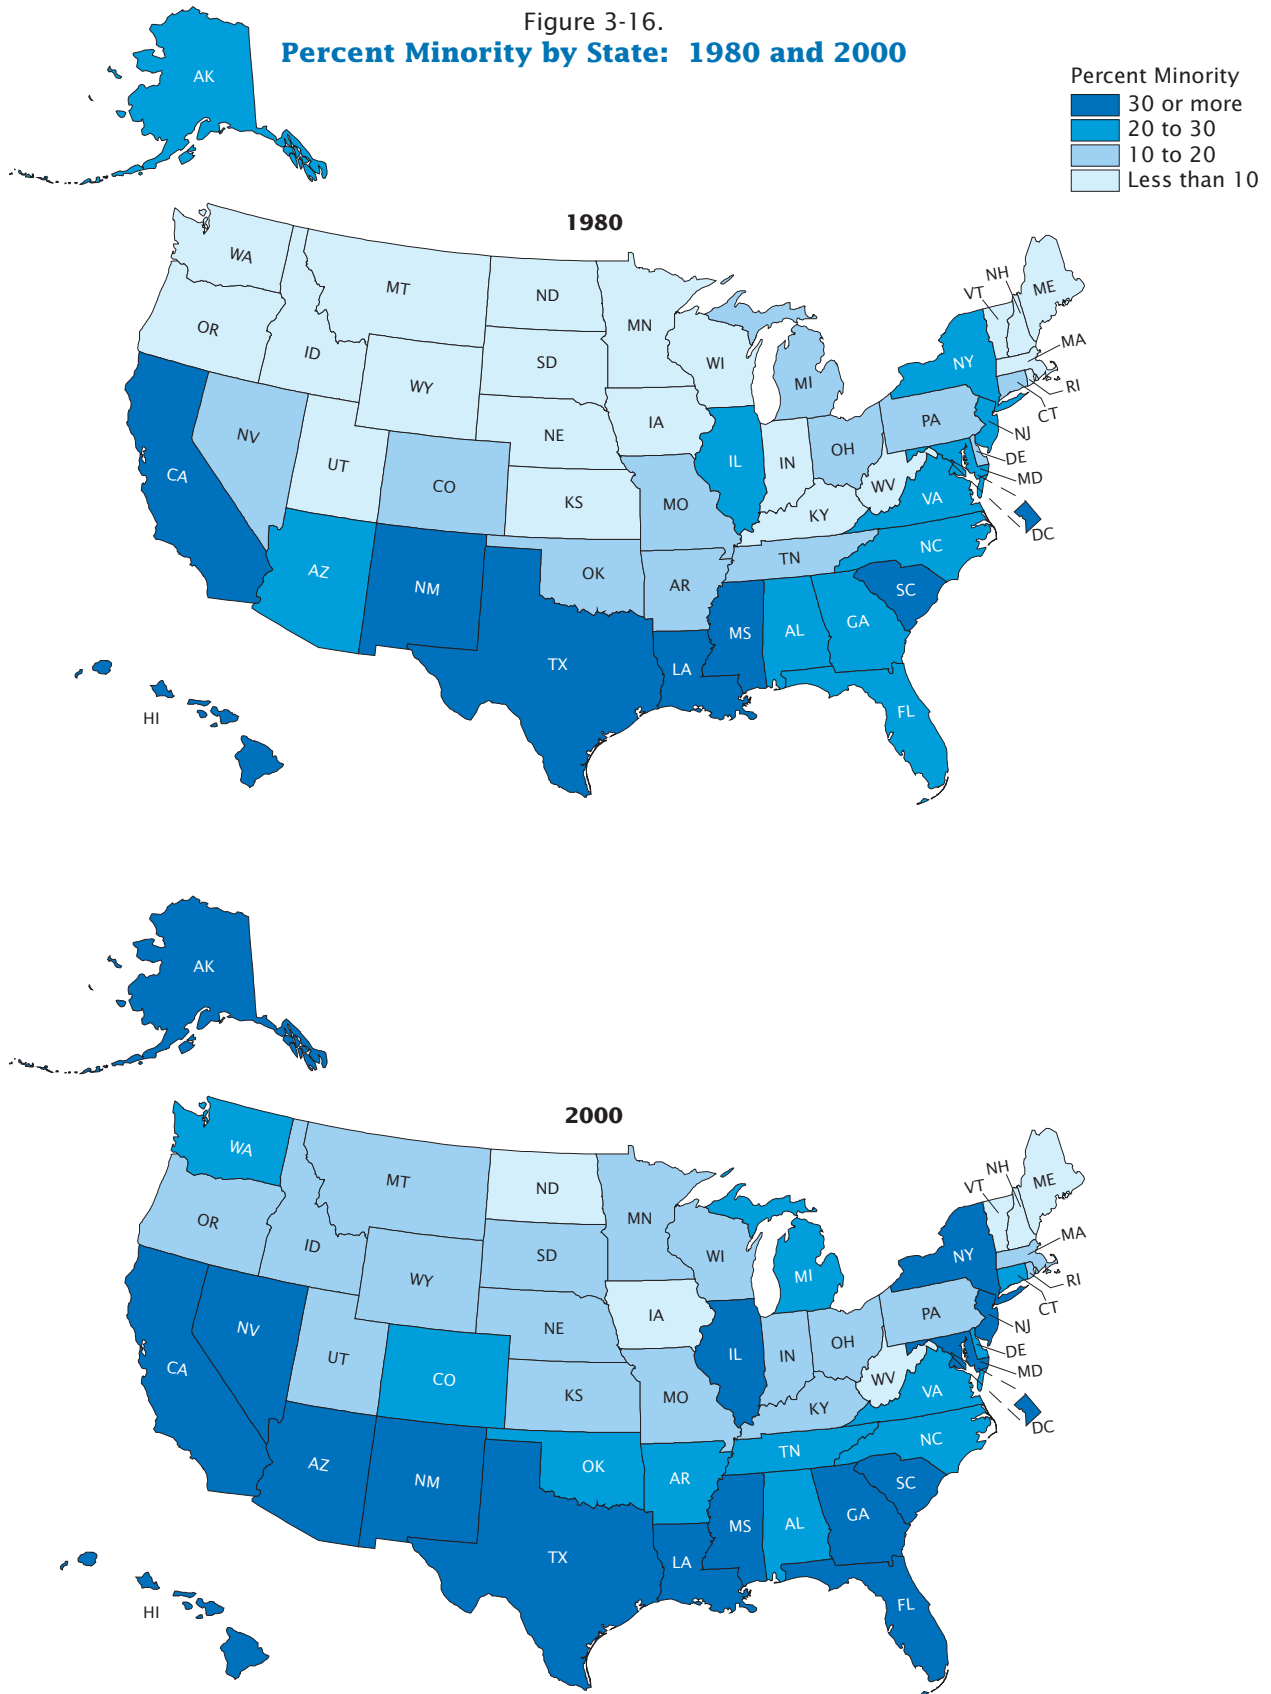 Figure 3-16.
Percent Minority by State: 1980 and 2000
Percent Minority
30 or more
20 to 30
10 to 20
Less than 10
AK
1980
WA
MT
ND
MN
OR
ID
WY
SD
WI
MI
NY
VT
NH
ME
MA
RI
CT
NJ
DE
MD
DC
NV
UT
CO
NE
IA
IL
IN
OH
PA
CA
KS
MO
KY
WV
VA
AZ
NM
OK
AR
TN
NC
SC
TX
LA
MS
AL
GA
FL
HI
AK
2000
WA
MT
ND
MN
OR
ID
WY
SD
WI
MI
NY
VT
NH
ME
MA
RI
CT
NJ
DE
MD
DC
NV
UT
CO
NE
IA
IL
IN
OH
PA
CA
KS
MO
KY
WV
VA
AZ
NM
OK
AR
TN
NC
SC
TX
LA
MS
AL
GA
FL
HI